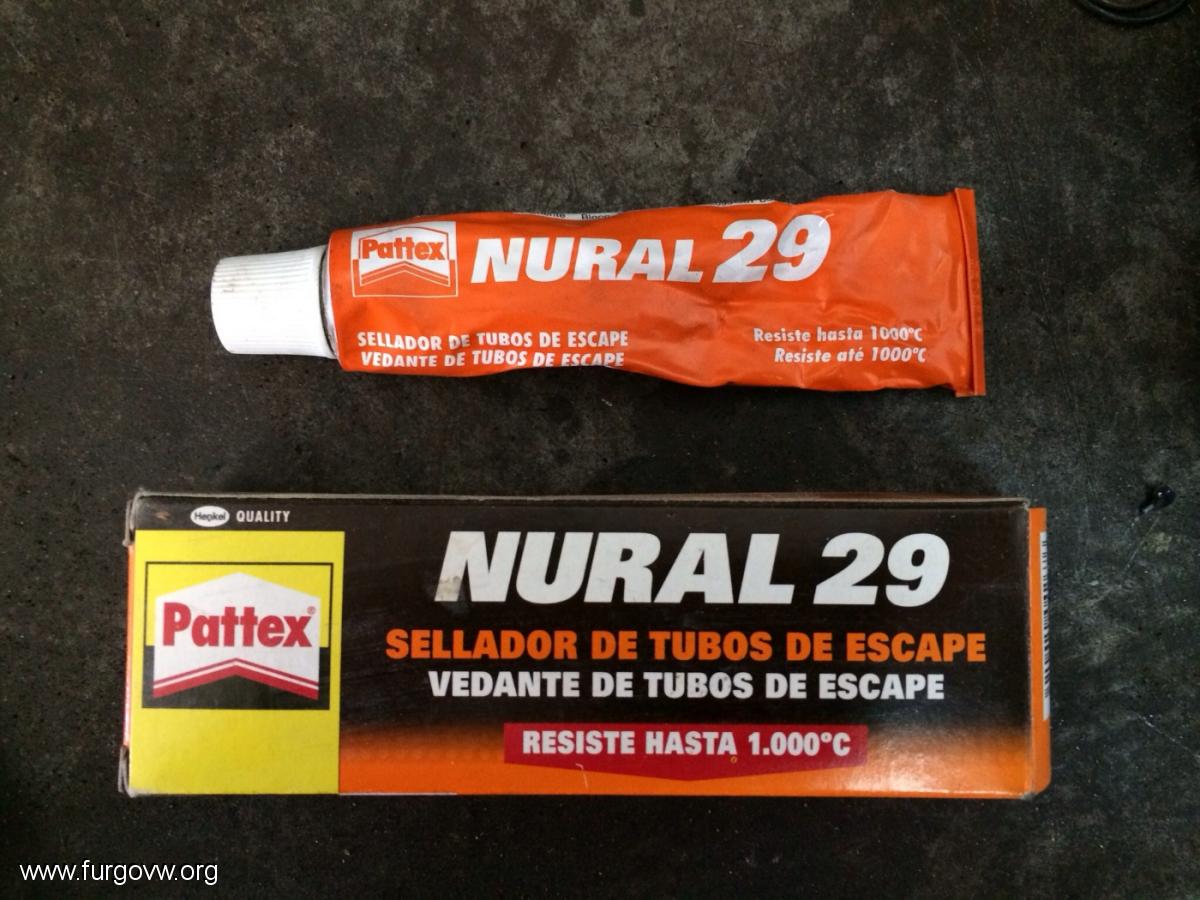 Pattex
NURAL 29
SELLADOR DE TUBOS DE ESCAPE
VEDANTE DE TUBOS DE ESCAPE
Resiste hasta 1000ºC
Resiste até 1000ºC
Henkel QUALITY
Pattex®
NURAL 29
SELLADOR DE TUBOS DE ESCAPE
VEDANTE DE TUBOS DE ESCAPE
RESISTE HASTA 1.000°C
www.furgovw.org